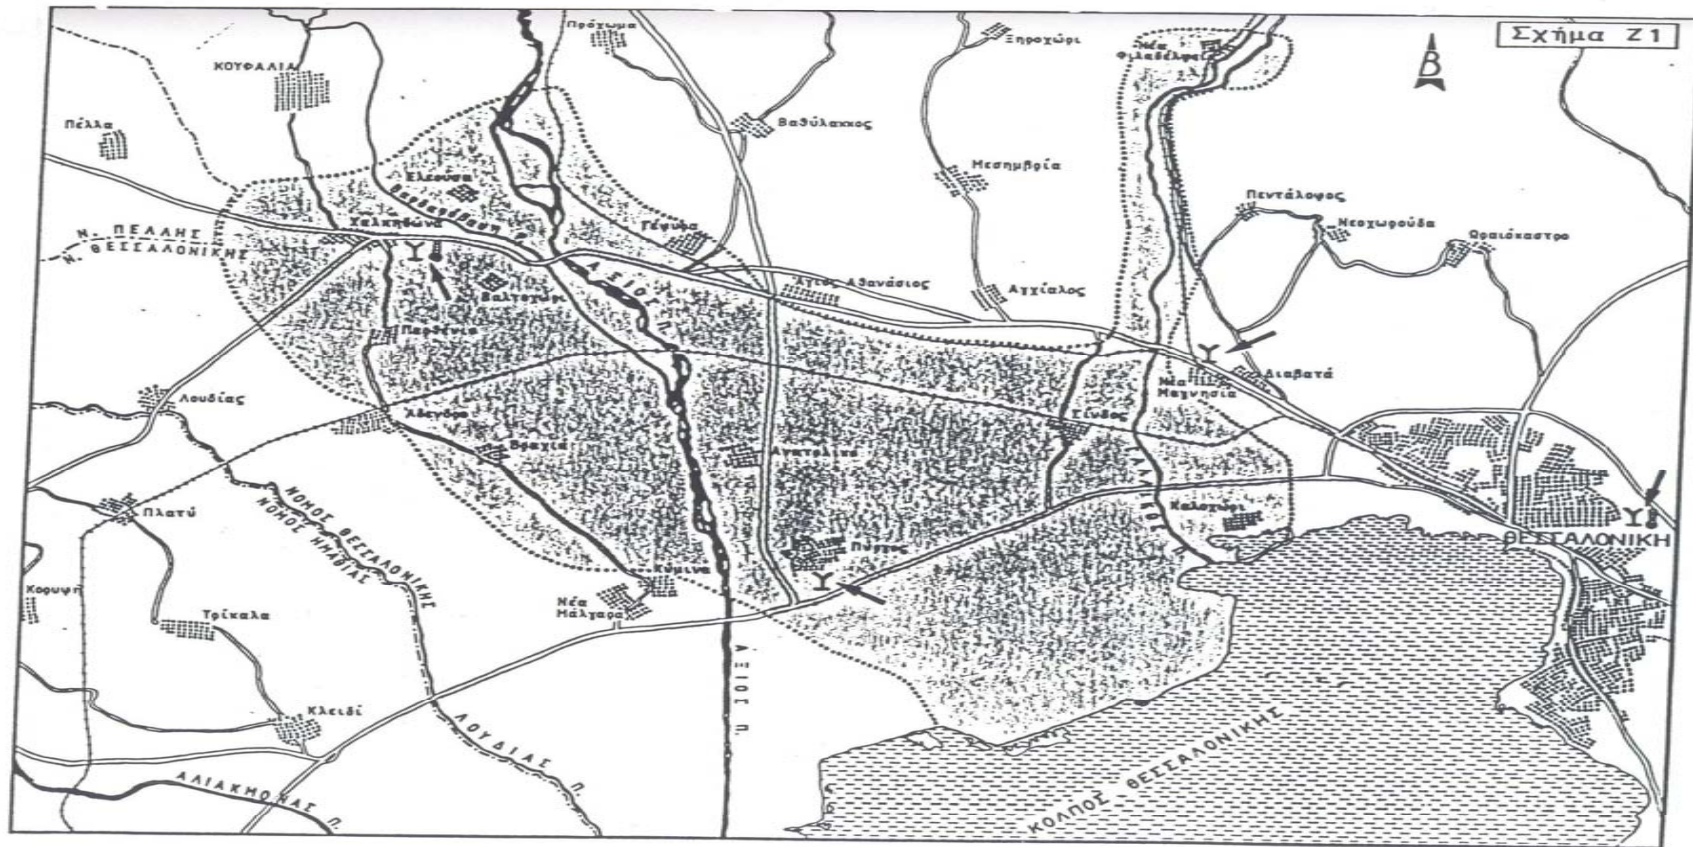 Σχήμα Ζ1
Β
Πρόχωμα
Ξηροχώρι
Νέα
Φιλαδέλφεια
ΚΟΥΦΑΛΙΑ
Πέλλα
Βαθύλακκος
Μεσημβρία
Ελεούσα
Βαρδαρόβαση
Πεντάλοφος
Νεοχωρούδα
Ωραιόκαστρο
Ν. ΠΕΛΛΗΣ
Ν. ΘΕΣΣΑΛΟΝΙΚΗΣ
Χαλκηδόνα
Γέφυρα
Υ
Βαλτοχώρι
ΑΞΙΟΣ Π.
Άγιος Αθανάσιος
Αγχίαλος
Παρθένιο
Υ
Διαβατά
Νέα
Μαγνησία
Λουδίας
Άδενδρο
Σίνδος
Βραχιά
Ανατολικό
Πλατύ
ΝΟΜΟΣ ΘΕΣΣΑΛΟΝΙΚΗΣ
ΝΟΜΟΣ ΗΜΑΘΙΑΣ
Καλοχώρι
Υ
ΘΕΣΣΑΛΟΝΙΚΗ
Πύργος
Κύμινα
Υ
Κορυφή
Νέα
Μάλγαρα
Τρίκαλα
ΑΞΙΟΣ Π.
Κλειδί
ΛΟΥΔΙΑΣ Π.
ΑΛΙΑΚΜΟΝΑΣ Π.
ΚΟΛΠΟΣ ΘΕΣΣΑΛΟΝΙΚΗΣ